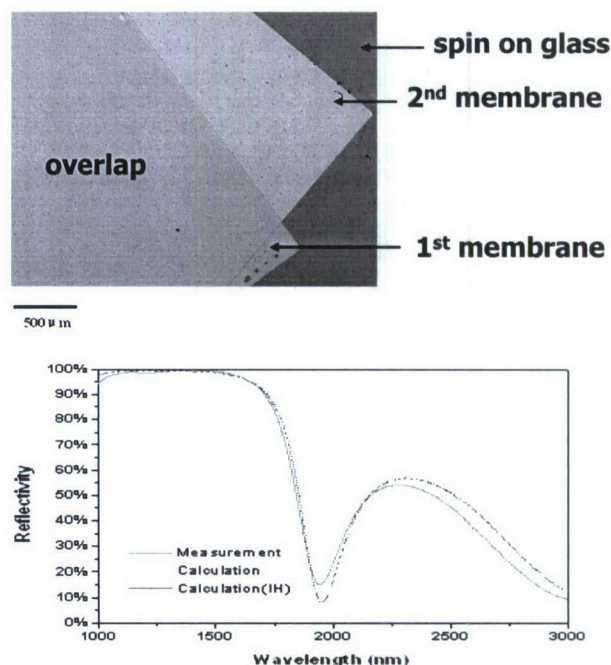 spin on glass
2nd membrane
overlap
1st membrane
500 μm
100%
90%
80%
70%
60%
50%
40%
30%
20%
10%
0%
Reflectivity
Measurement
Calculation
Calculation(IH)
1000 1500 2000 2500 3000
Wavelength (nm)